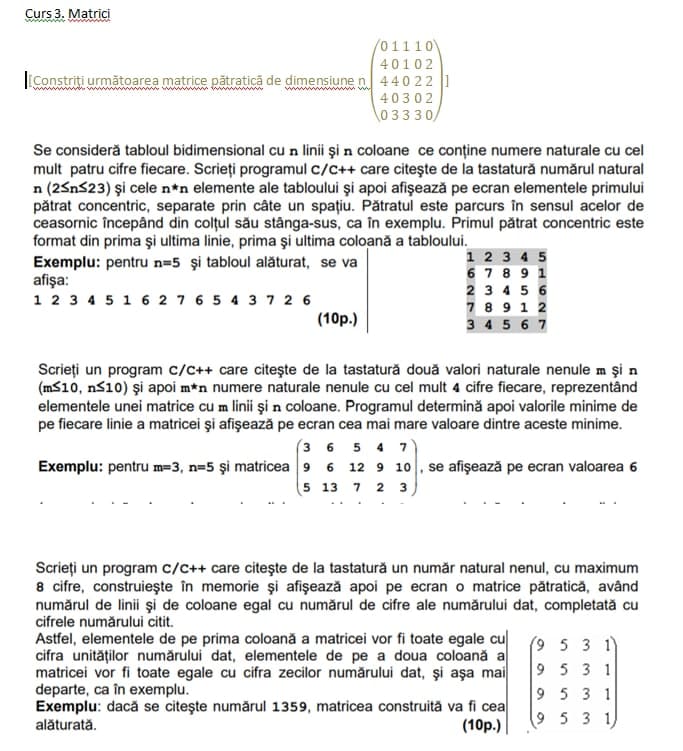 Curs 3. Matrici
0 1 1 1 0
4 0 1 0 2
[Constriți următoarea matrice pătratică de dimensiune n 4 4 0 2 2 ]
4 0 3 0 2
0 3 3 3 0
Se consideră tabloul bidimensional cu n linii şi n coloane ce conţine numere naturale cu cel
mult patru cifre fiecare. Scrieţi programul C/C++ care citeşte de la tastatură numărul natural
n (2≤n≤23) şi cele n*n elemente ale tabloului şi apoi afişează pe ecran elementele primului
pătrat concentric, separate prin câte un spaţiu. Pătratul este parcurs în sensul acelor de
ceasornic începând din colţul său stânga-sus, ca în exemplu. Primul pătrat concentric este
format din prima şi ultima linie, prima şi ultima coloană a tabloului.
Exemplu: pentru n=5 şi tabloul alăturat, se va
afişa:
1 2 3 4 5 1 6 2 7 6 5 4 3 7 2 6
(10p.)
1 2 3 4 5
6 7 8 9 1
2 3 4 5 6
7 8 9 1 2
3 4 5 6 7
Scrieţi un program C/C++ care citeşte de la tastatură două valori naturale nenule m şi n
(m≤10, n≤10) şi apoi m*n numere naturale nenule cu cel mult 4 cifre fiecare, reprezentând
elementele unei matrice cu m linii şi n coloane. Programul determină apoi valorile minime de
pe fiecare linie a matricei şi afişează pe ecran cea mai mare valoare dintre aceste minime.
3 6 5 4 7
Exemplu: pentru m=3, n=5 şi matricea 9 6 12 9 10 , se afişează pe ecran valoarea 6
5 13 7 2 3
Scrieţi un program C/C++ care citeşte de la tastatură un număr natural nenul, cu maximum
8 cifre, construieşte în memorie şi afişează apoi pe ecran o matrice pătratică, având
numărul de linii şi de coloane egal cu numărul de cifre ale numărului dat, completată cu
cifrele numărului citit.
Astfel, elementele de pe prima coloană a matricei vor fi toate egale cu
cifra unităţilor numărului dat, elementele de pe a doua coloană a
matricei vor fi toate egale cu cifra zecilor numărului dat, şi aşa mai
departe, ca în exemplu.
Exemplu: dacă se citeşte numărul 1359, matricea construită va fi cea
alăturată.
(10p.)
9 5 3 1
9 5 3 1
9 5 3 1
9 5 3 1